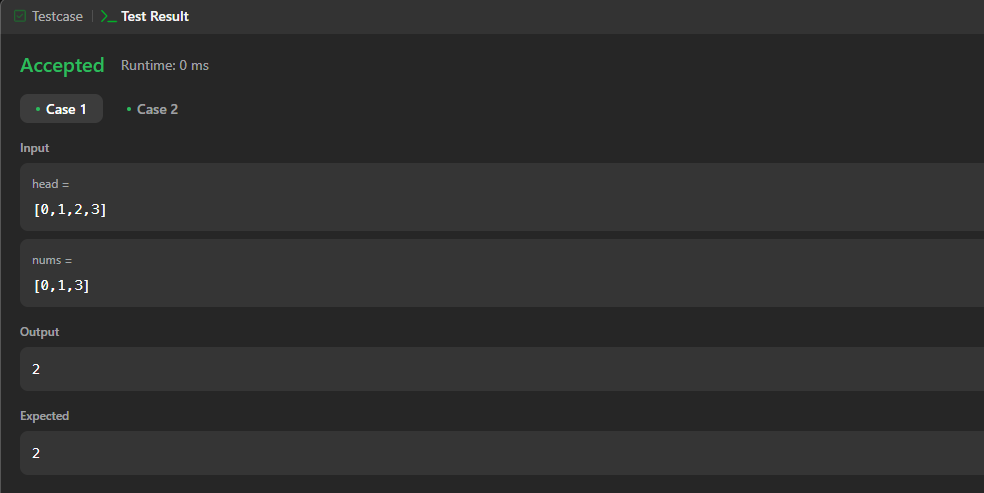 Testcase | Test Result
Accepted Runtime: 0 ms
Case 1 Case 2
Input
head =
[0,1,2,3]
nums =
[0,1,3]
Output
2
Expected
2